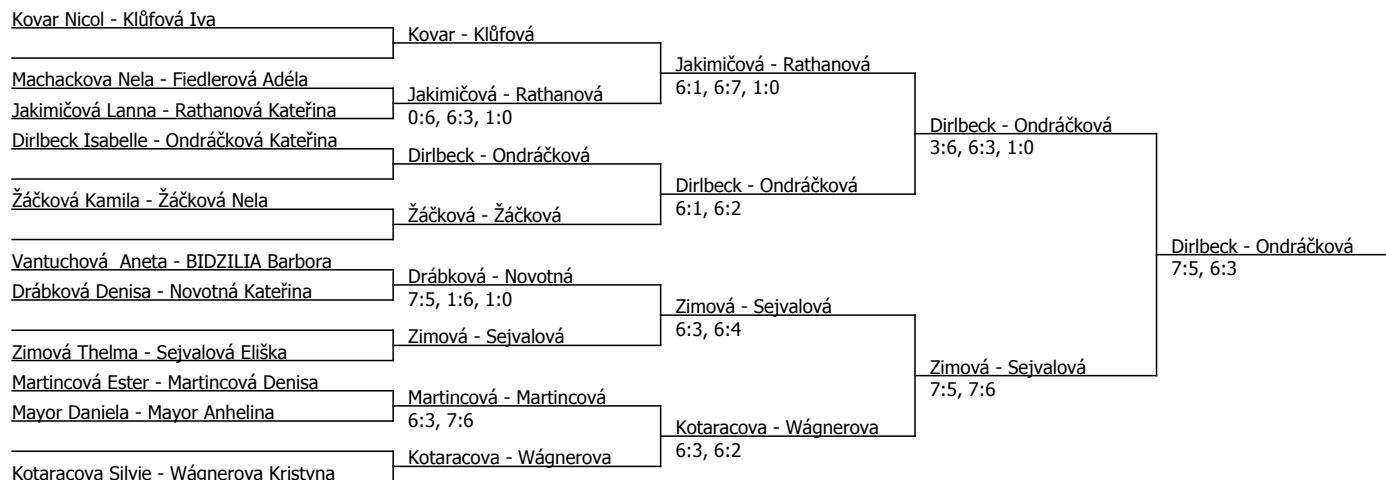 Kovar Nicol - Klůfová Iva
Machackova Nela - Fiedlerová Adéla
Jakimičová Lanna - Rathanová Kateřina
Dirlbeck Isabelle - Ondráčková Kateřina
Žáčková Kamila - Žáčková Nela
Vantuchová  Aneta - BIDZILIA Barbora
Drábková Denisa - Novotná Kateřina
Zimová Thelma - Sejvalová Eliška
Martincová Ester - Martincová Denisa
Mayor Daniela - Mayor Anhelina
Kotaracova Silvie - Wágnerova Kristyna
Kovar - Klůfová
Jakimičová - Rathanová
0:6, 6:3, 1:0
Dirlbeck - Ondráčková
Žáčková - Žáčková
Drábková - Novotná
7:5, 1:6, 1:0
Zimová - Sejvalová
Martincová - Martincová
6:3, 7:6
Kotaracova - Wágnerova
Jakimičová - Rathanová
6:1, 6:7, 1:0
Dirlbeck - Ondráčková
6:1, 6:2
Zimová - Sejvalová
6:3, 6:4
Kotaracova - Wágnerova
6:3, 6:2
Dirlbeck - Ondráčková
3:6, 6:3, 1:0
Zimová - Sejvalová
7:5, 7:6
Dirlbeck - Ondráčková
7:5, 6:3